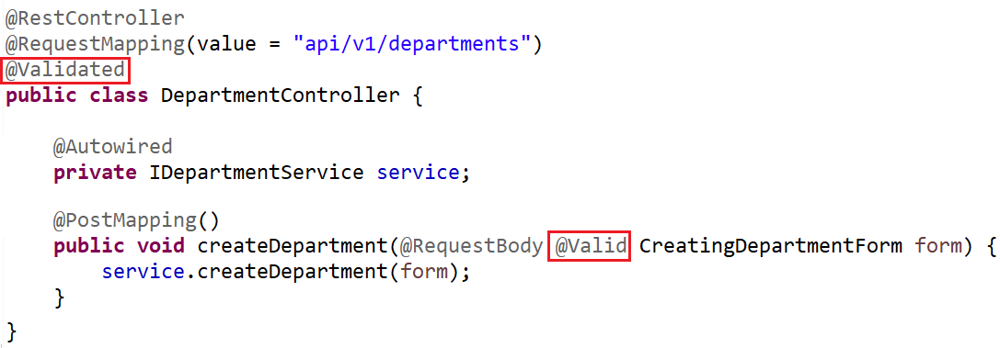 @RestController
@RequestMapping(value = "api/v1/departments")
@Validated
public class DepartmentController {
@Autowired
private IDepartmentService service;
@PostMapping()
public void createDepartment(@RequestBody @Valid CreatingDepartmentForm form) {
service.createDepartment(form);
}
}